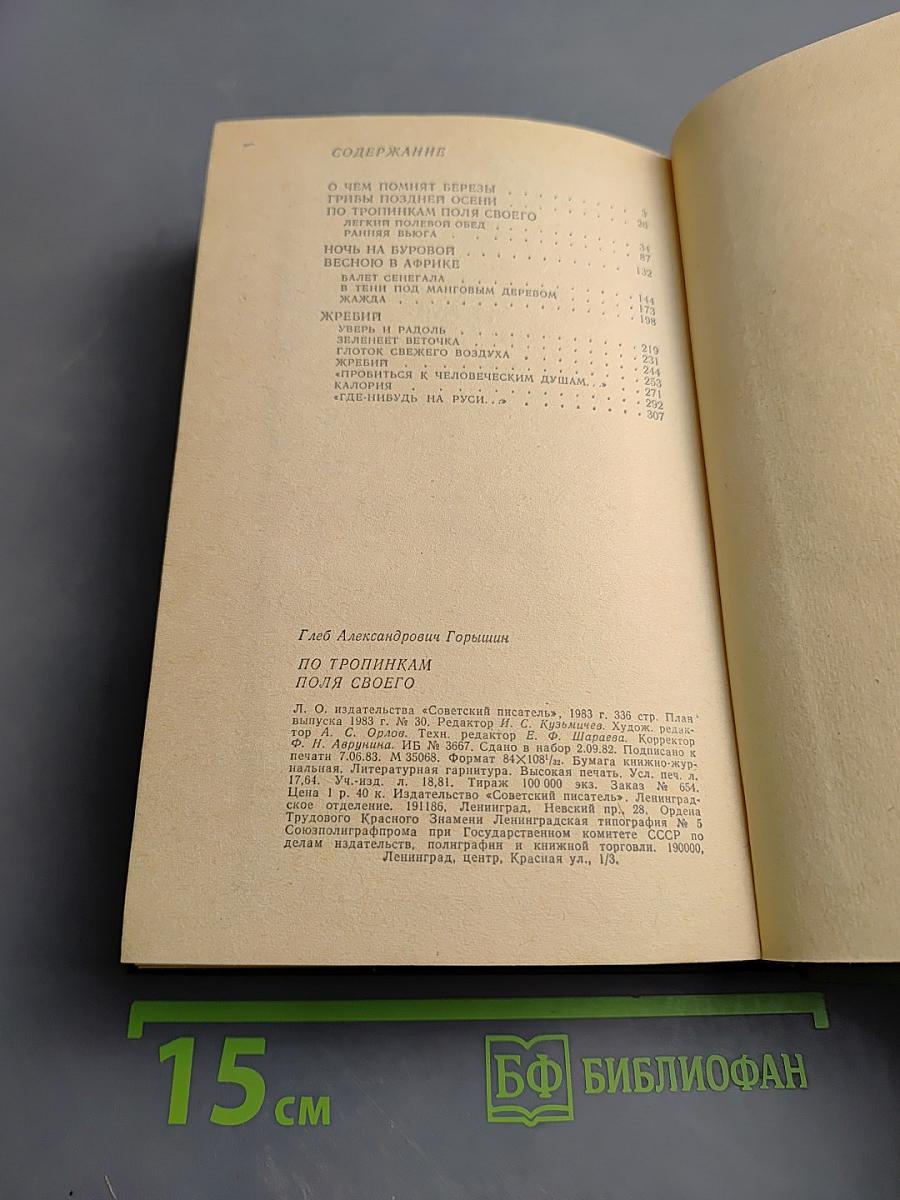 СОДЕРЖАНИЕ
О ЧЕМ ПОМНЯТ БЕРЕЗЫ . . . . . . . 3
ГРИБЫ ПОЗДНЕЙ ОСЕНИ . . . . . . . 26
ПО ТРОПИНКАМ ПОЛЯ СВОЕГО
ЛЕГКИЙ ПОЛЕВОЙ ОБЕД . . . . . . . 34
РАННЯЯ ВЬЮГА . . . . . . . 87
НОЧЬ НА БУРОВОЙ . . . . . . . 132
ВЕСНОЮ В АФРИКЕ
БАЛЕТ СЕНЕГАЛА . . . . . . . 144
В ТЕНИ ПОД МАНГОВЫМ ДЕРЕВОМ . . . . 173
ЖАЖДА . . . . . . . 198
ЖРЕБИЙ
УВЕРЬ И РАДОЛЬ . . . . . . . 219
ЗЕЛЕНЕЕТ ВЕТОЧКА . . . . . . . 231
ГЛОТОК СВЕЖЕГО ВОЗДУХА . . . . . . 244
ЖРЕБИЙ . . . . . . . 253
«ПРОБИТЬСЯ К ЧЕЛОВЕЧЕСКИМ ДУШАМ...» . . 271
КАЛОРИЯ . . . . . . . 292
«ГДЕ-НИБУДЬ НА РУСИ...» . . . . . . 307
Глеб Александрович Горышин
ПО ТРОПИНКАМ
ПОЛЯ СВОЕГО
Л. О. издательства «Советский писатель», 1983 г. 336 стр. План
выпуска 1983 г. № 30. Редактор И. С. Кузьмичев. Худож. редак-
тор А. С. Орлов. Техн. редактор Е. Ф. Шараева. Корректор
Ф. Н. Аврунина. ИБ № 3667. Сдано в набор 2.09.82. Подписано к
печати 7.06.83. М 35068. Формат 84×108¹/₃₂. Бумага книжно-жур-
нальная. Литературная гарнитура. Высокая печать. Усл. печ. л.
17,64. Уч.-изд. л. 18,81. Тираж 100 000 экз. Заказ № 654.
Цена 1 р. 40 к. Издательство «Советский писатель». Ленинград-
ское отделение. 191186, Ленинград, Невский пр., 28. Ордена
Трудового Красного Знамени Ленинградская типография № 5
Союзполиграфпрома при Государственном комитете СССР по
делам издательств, полиграфии и книжной торговли. 190000,
Ленинград, центр, Красная ул., 1/3.
15 см
БФ БИБЛИОФАН